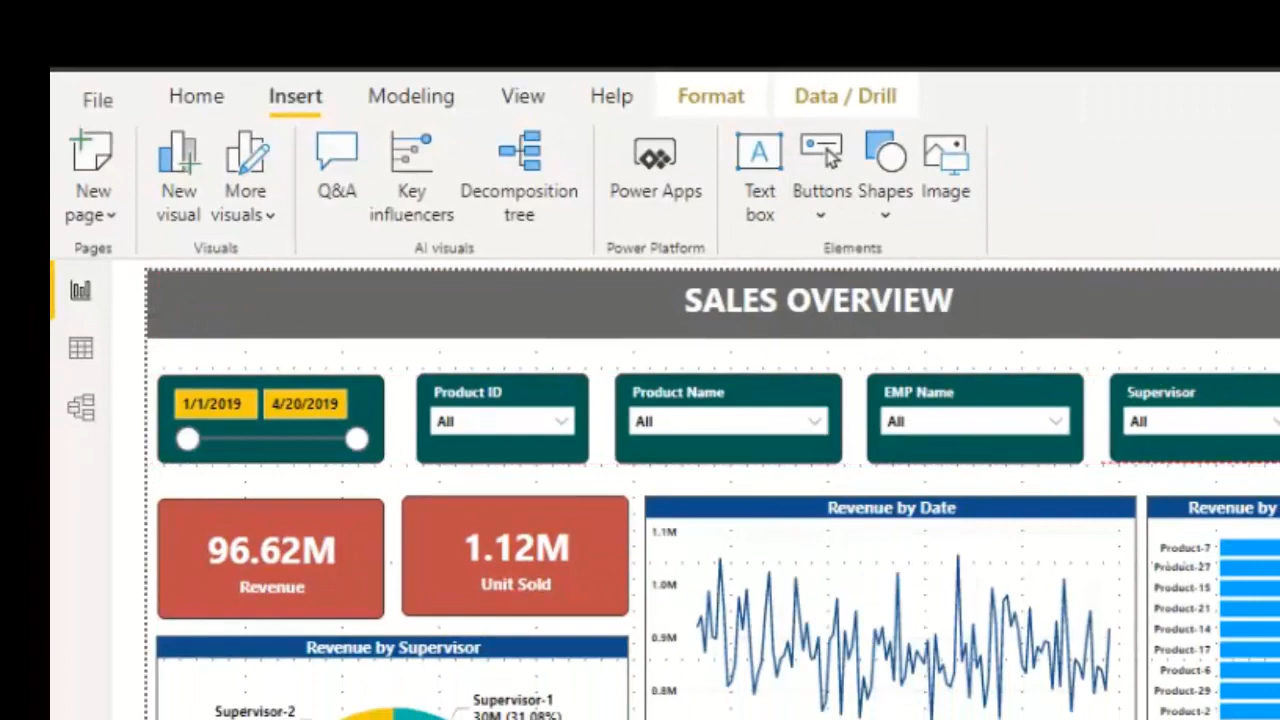 File Home Insert Modeling View Help Format Data / Drill
New page
New visual
More visuals
Q&A
Key influencers
Decomposition tree
Power Apps
Text box
Buttons
Shapes
Image
Pages
Visuals
AI visuals
Power Platform
Elements
SALES OVERVIEW
1/1/2019 4/20/2019
Product ID
All
Product Name
All
EMP Name
All
Supervisor
All
96.62M
Revenue
1.12M
Unit Sold
Revenue by Date
1.1M
1.0M
0.9M
0.8M
Revenue by
Product-7
Product-27
Product-15
Product-21
Product-14
Product-17
Product-6
Product-29
Product-2
Revenue by Supervisor
Supervisor-2
Supervisor-1
30M (31.08%)